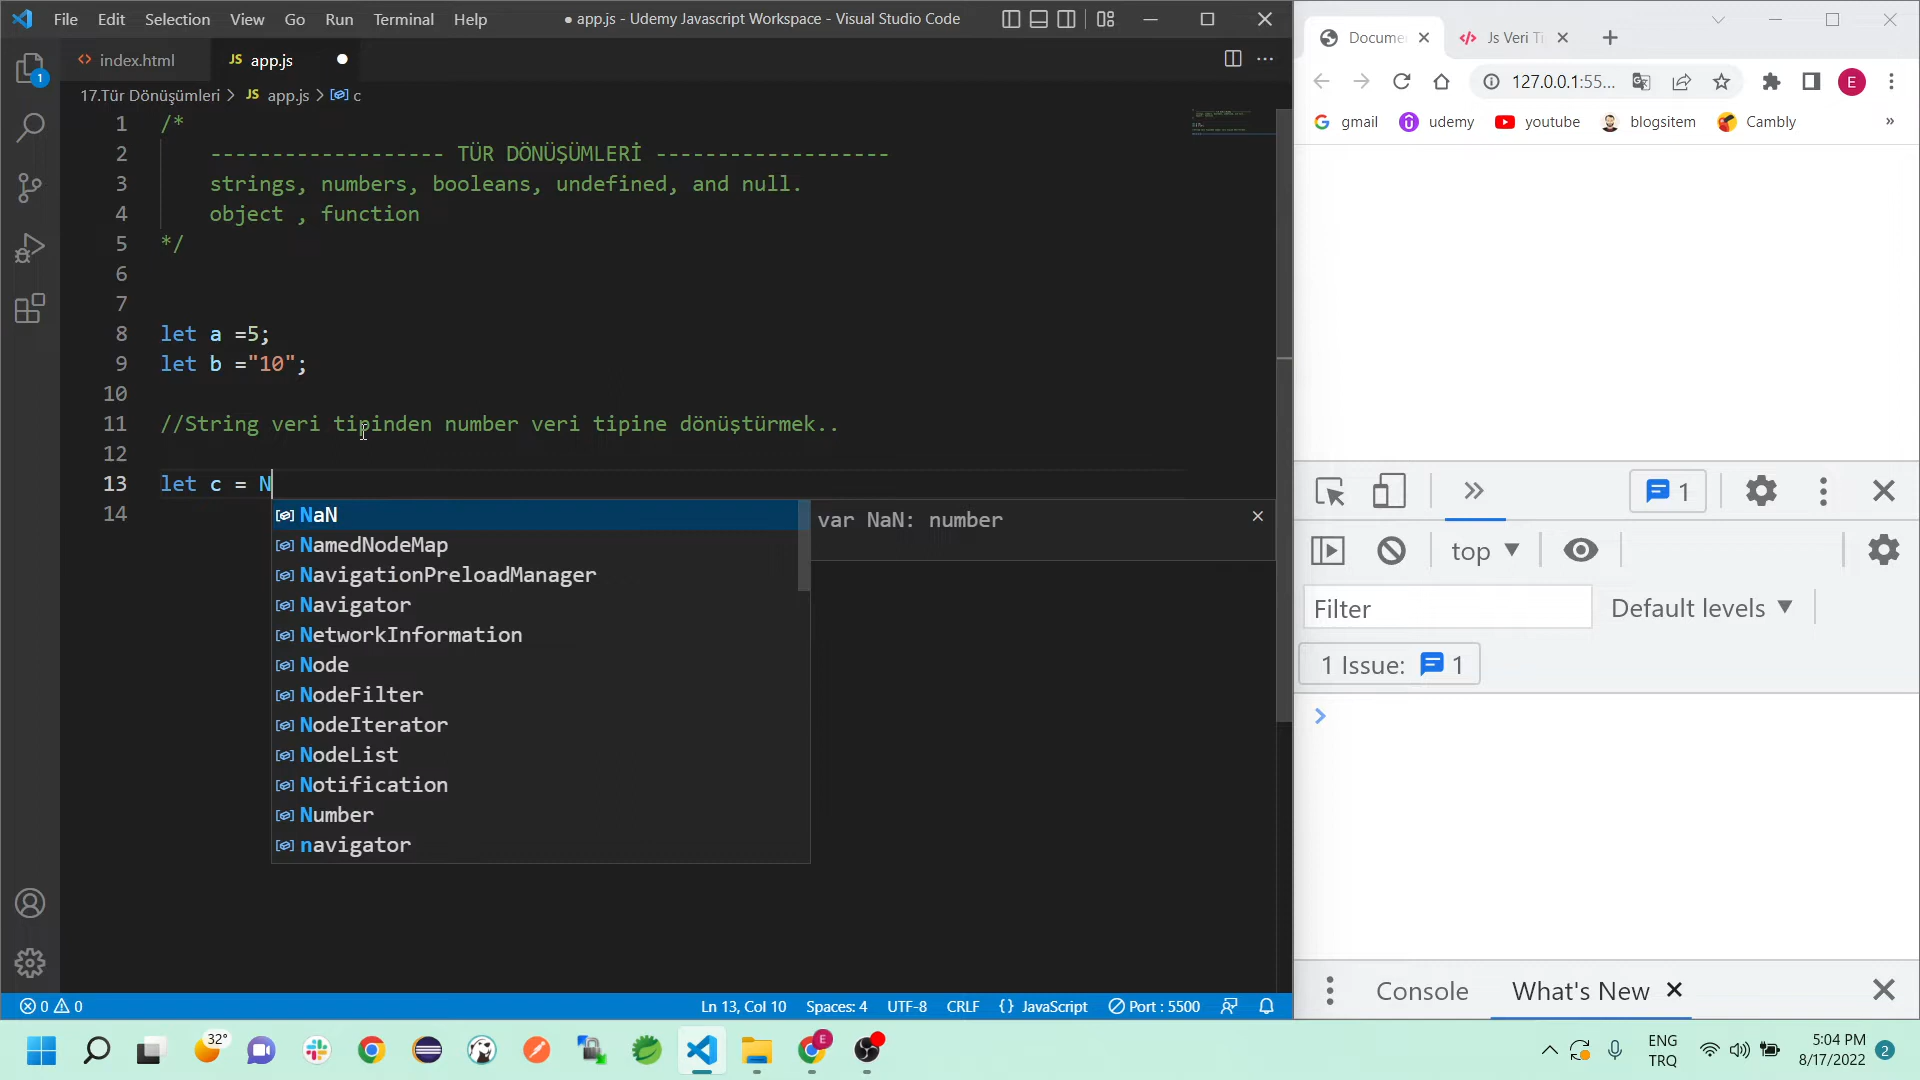 File Edit Selection View Go Run Terminal Help
● app.js - Udemy Javascript Workspace - Visual Studio Code
<> index.html
JS app.js ●
17.Tür Dönüşümleri > JS app.js > c
1 /*
2 ------------------- TÜR DÖNÜŞÜMLERİ -------------------
3 strings, numbers, booleans, undefined, and null.
4 object , function
5 */
6
7
8 let a =5;
9 let b ="10";
10
11 //String veri tipinden number veri tipine dönüştürmek..
12
13 let c = N
14
NaN
NamedNodeMap
NavigationPreloadManager
Navigator
NetworkInformation
Node
NodeFilter
NodeIterator
NodeList
Notification
Number
navigator
var NaN: number
1
0 0
Ln 13, Col 10 Spaces: 4 UTF-8 CRLF {} JavaScript Port : 5500
Docume
</> Js Veri Ti
127.0.0.1:55...
E
gmail udemy youtube blogsitem Cambly »
1
top ▼
Filter
Default levels ▼
1 Issue: 1
>
Console What's New
32°
E
ENG
TRQ
5:04 PM
8/17/2022
2